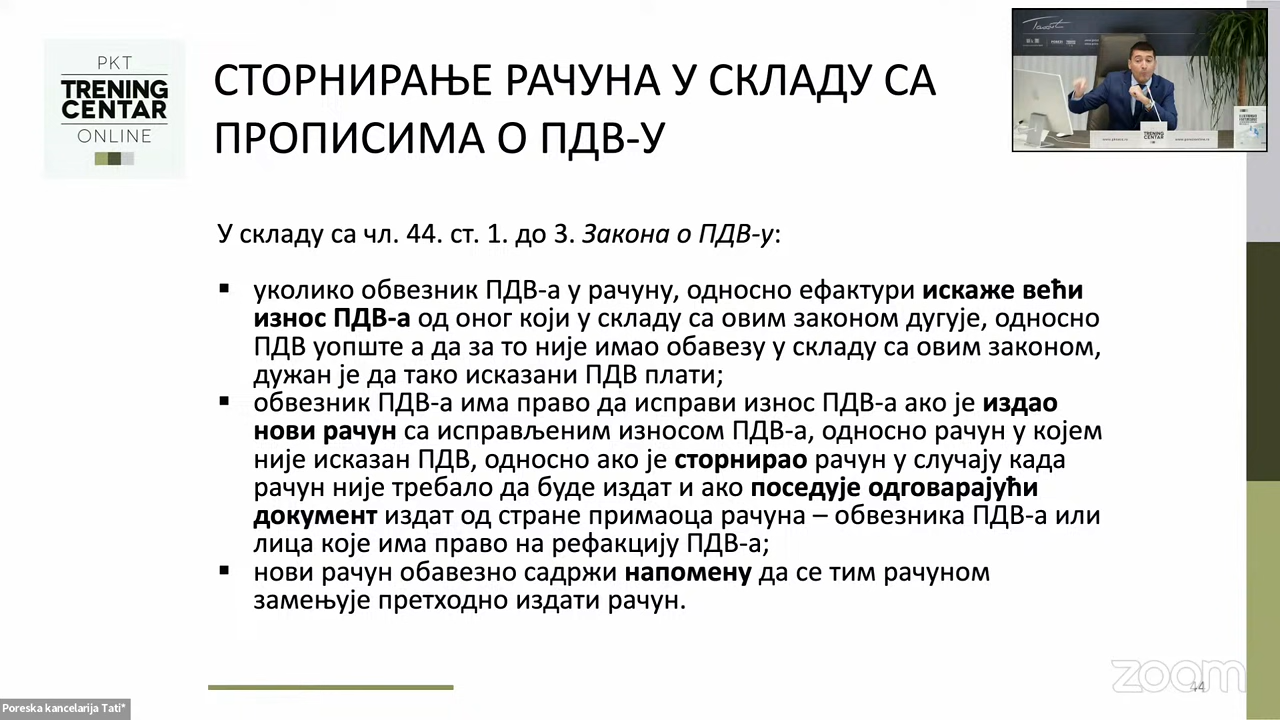 PKT
TRENING
CENTAR
ONLINE
СТОРНИРАЊЕ РАЧУНА У СКЛАДУ СА
ПРОПИСИМА О ПДВ-У
У складу са чл. 44. ст. 1. до 3. Закона о ПДВ-у:
▪ уколико обвезник ПДВ-а у рачуну, односно ефактури искаже већи
износ ПДВ-а од оног који у складу са овим законом дугује, односно
ПДВ уопште а да за то није имао обавезу у складу са овим законом,
дужан је да тако исказани ПДВ плати;
▪ обвезник ПДВ-а има право да исправи износ ПДВ-а ако је издао
нови рачун са исправљеним износом ПДВ-а, односно рачун у којем
није исказан ПДВ, односно ако је сторнирао рачун у случају када
рачун није требало да буде издат и ако поседује одговарајући
документ издат од стране примаоца рачуна – обвезника ПДВ-а или
лица које има право на рефакцију ПДВ-а;
▪ нови рачун обавезно садржи напомену да се тим рачуном
замењује претходно издати рачун.
TRENING
CENTAR
zoom
44
Poreska kancelarija Tati*